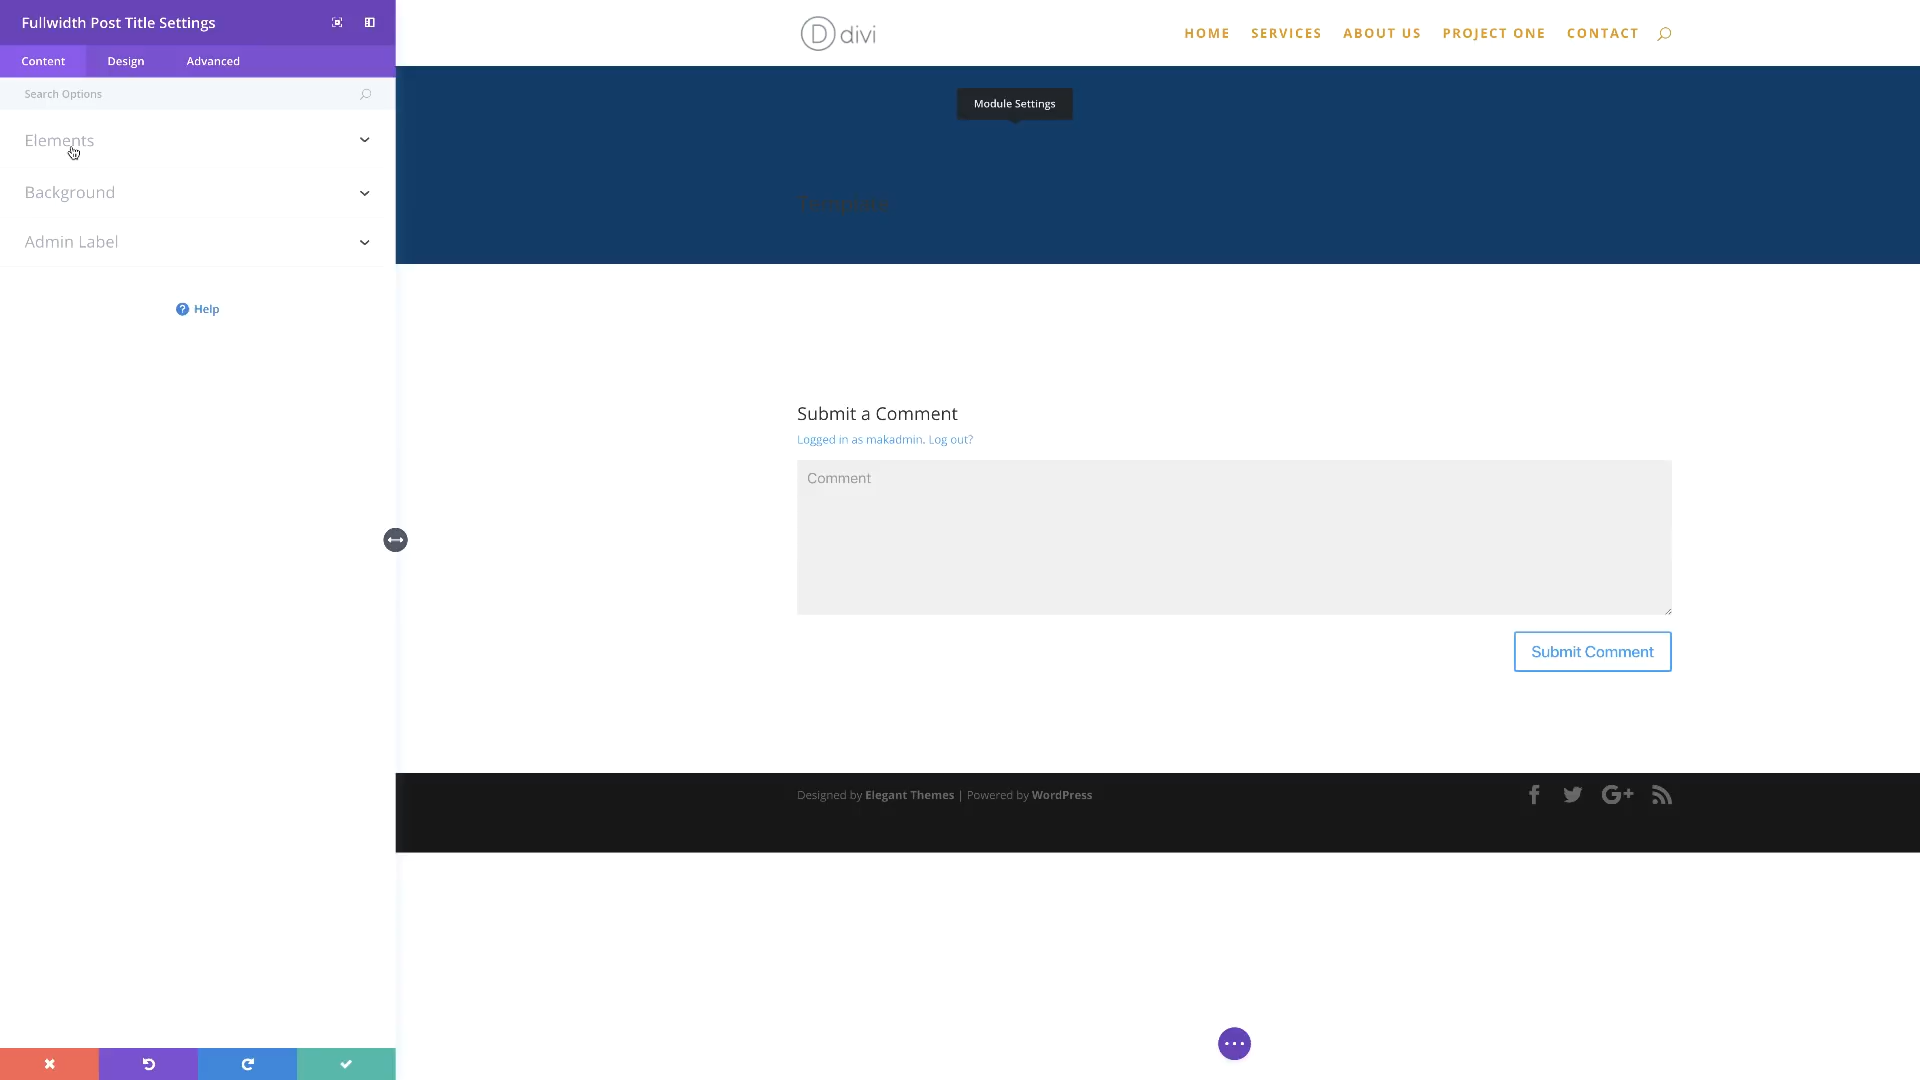 Fullwidth Post Title Settings
Content Design Advanced
Search Options
Elements
Background
Admin Label
Help
divi
HOME SERVICES ABOUT US PROJECT ONE CONTACT
Module Settings
Template
Submit a Comment
Logged in as makadmin. Log out?
Comment
Submit Comment
Designed by Elegant Themes | Powered by WordPress